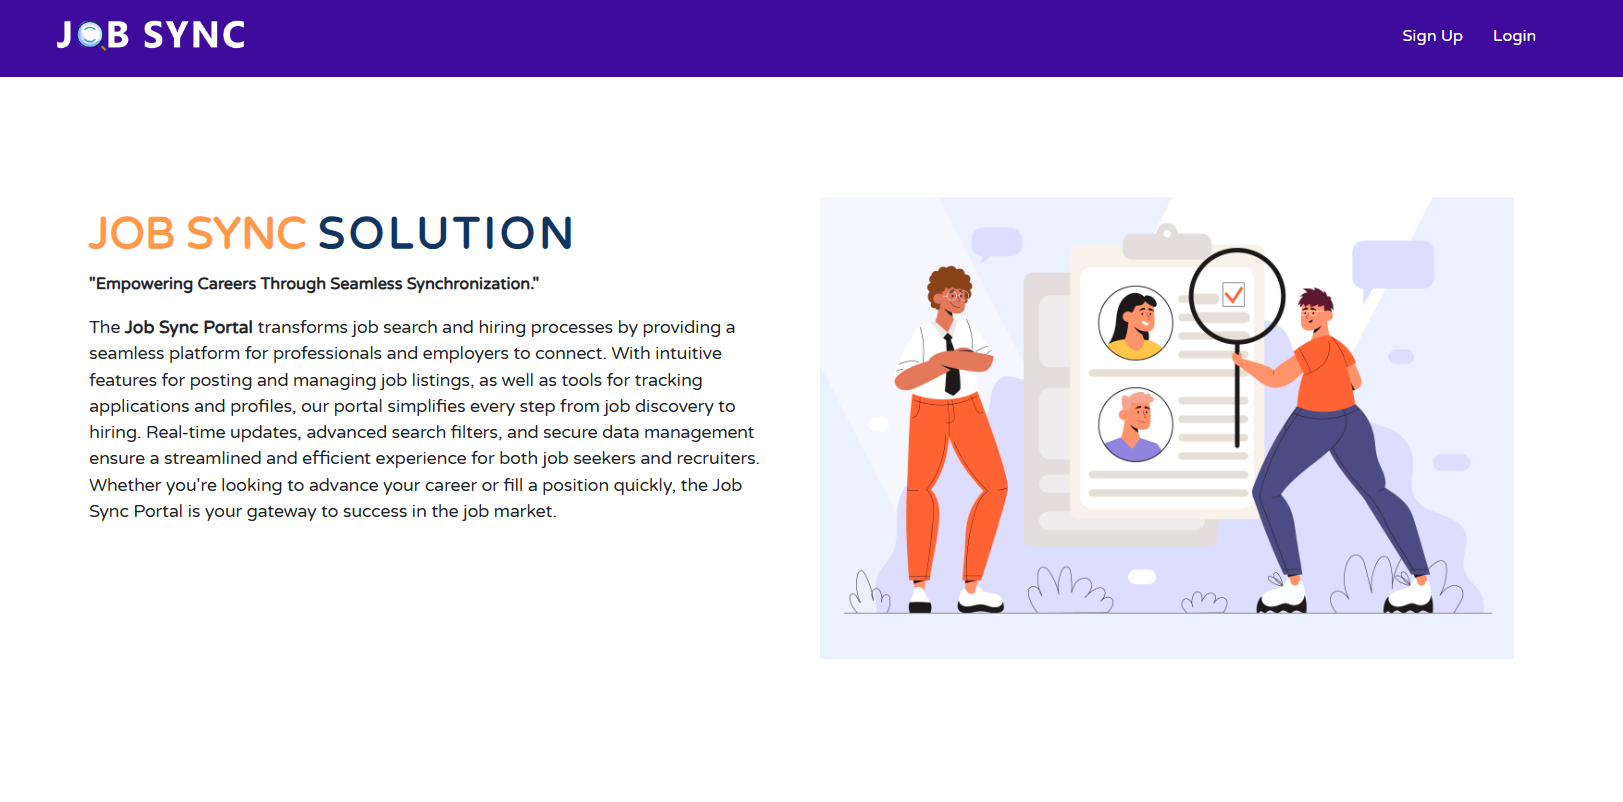 JOB SYNC
Sign Up Login
JOB SYNC SOLUTION
"Empowering Careers Through Seamless Synchronization."
The Job Sync Portal transforms job search and hiring processes by providing a
seamless platform for professionals and employers to connect. With intuitive
features for posting and managing job listings, as well as tools for tracking
applications and profiles, our portal simplifies every step from job discovery to
hiring. Real-time updates, advanced search filters, and secure data management
ensure a streamlined and efficient experience for both job seekers and recruiters.
Whether you're looking to advance your career or fill a position quickly, the Job
Sync Portal is your gateway to success in the job market.